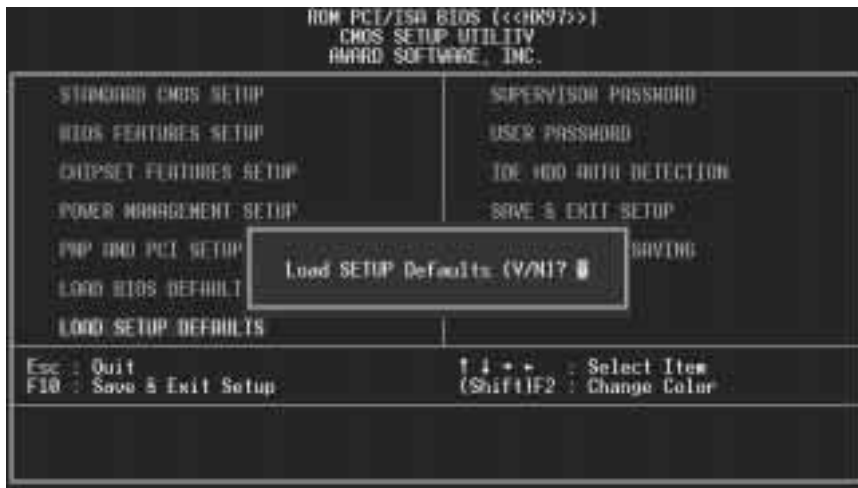 ROM PCI/ISA BIOS (<<HX97>>)
CMOS SETUP UTILITY
AWARD SOFTWARE, INC.
STANDARD CMOS SETUP
BIOS FEATURES SETUP
CHIPSET FEATURES SETUP
POWER MANAGEMENT SETUP
PNP AND PCI SETUP
LOAD BIOS DEFAULT
LOAD SETUP DEFAULTS
SUPERVISOR PASSWORD
USER PASSWORD
IDE HDD AUTO DETECTION
SAVE & EXIT SETUP
SAVING
Load SETUP Defaults (Y/N)?
Esc : Quit
F10 : Save & Exit Setup
↑ ↓ → ← : Select Item
(Shift)F2 : Change Color